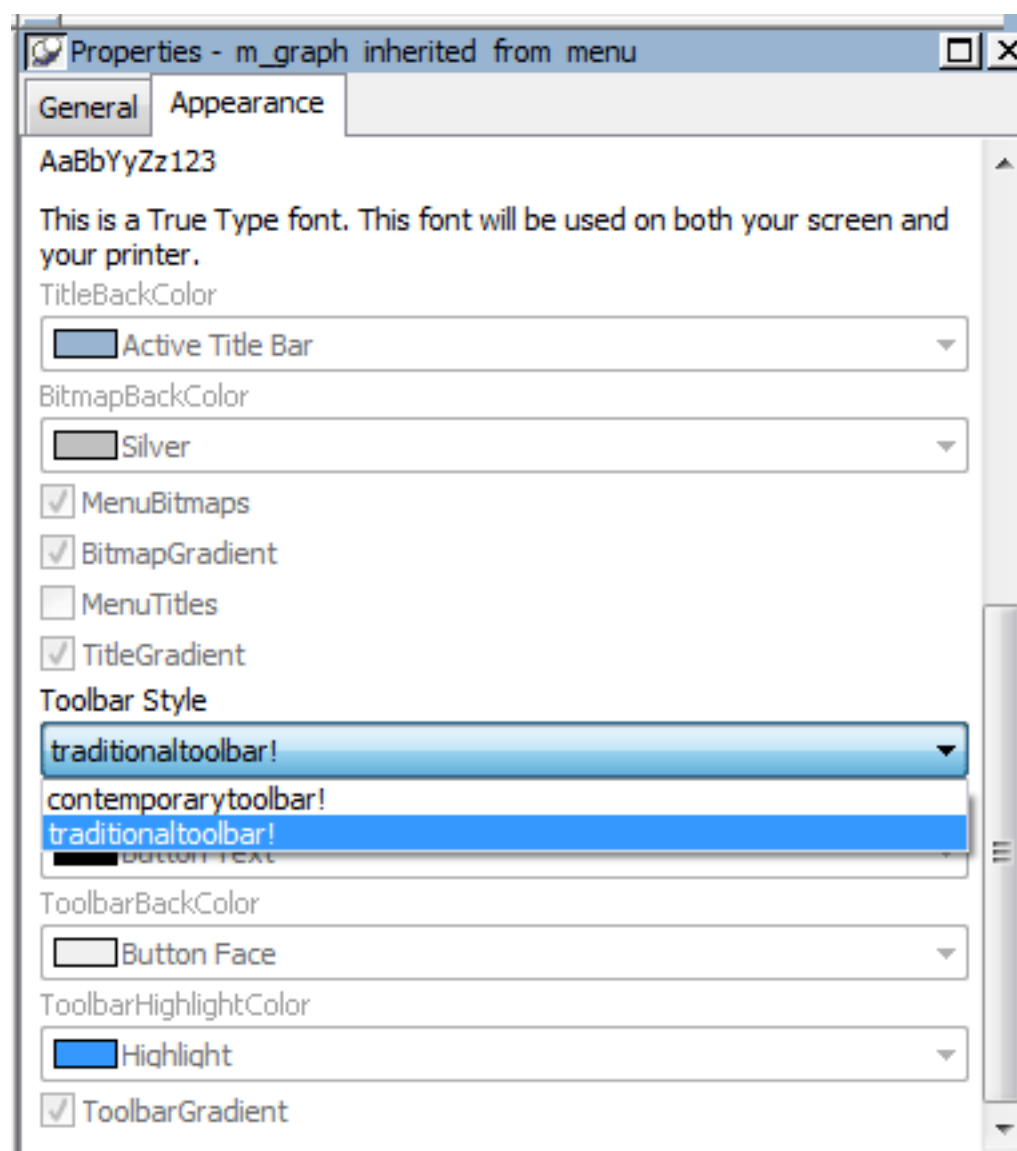 Properties - m_graph inherited from menu
General Appearance
AaBbYyZz123
This is a True Type font. This font will be used on both your screen and
your printer.
TitleBackColor
Active Title Bar
BitmapBackColor
Silver
MenuBitmaps
BitmapGradient
MenuTitles
TitleGradient
Toolbar Style
traditionaltoolbar!
contemporarytoolbar!
traditionaltoolbar!
Button Text
ToolbarBackColor
Button Face
ToolbarHighlightColor
Highlight
ToolbarGradient